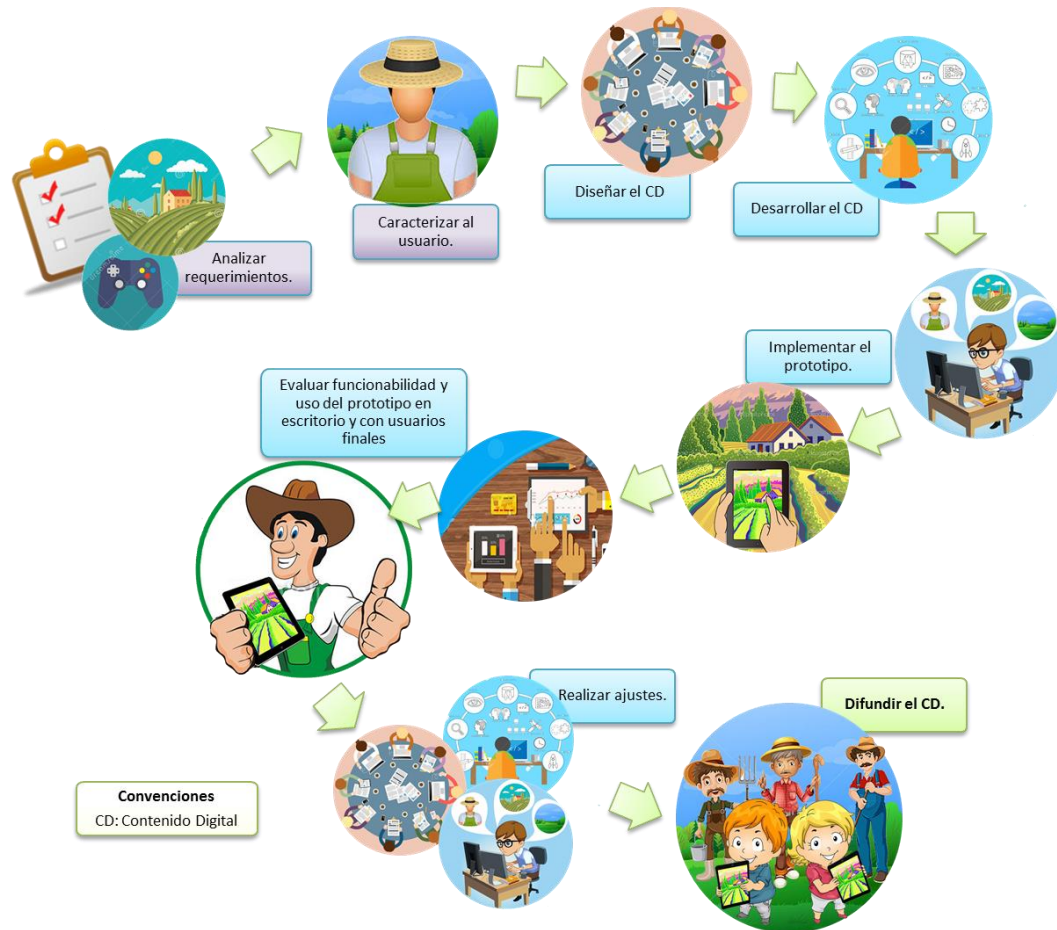 Analizar
requerimientos.
Caracterizar al
usuario.
Diseñar el CD
Desarrollar el CD
Implementar el
prototipo.
Evaluar funcionabilidad y
uso del prototipo en
escritorio y con usuarios
finales
Realizar ajustes.
Difundir el CD.
Convenciones
CD: Contenido Digital